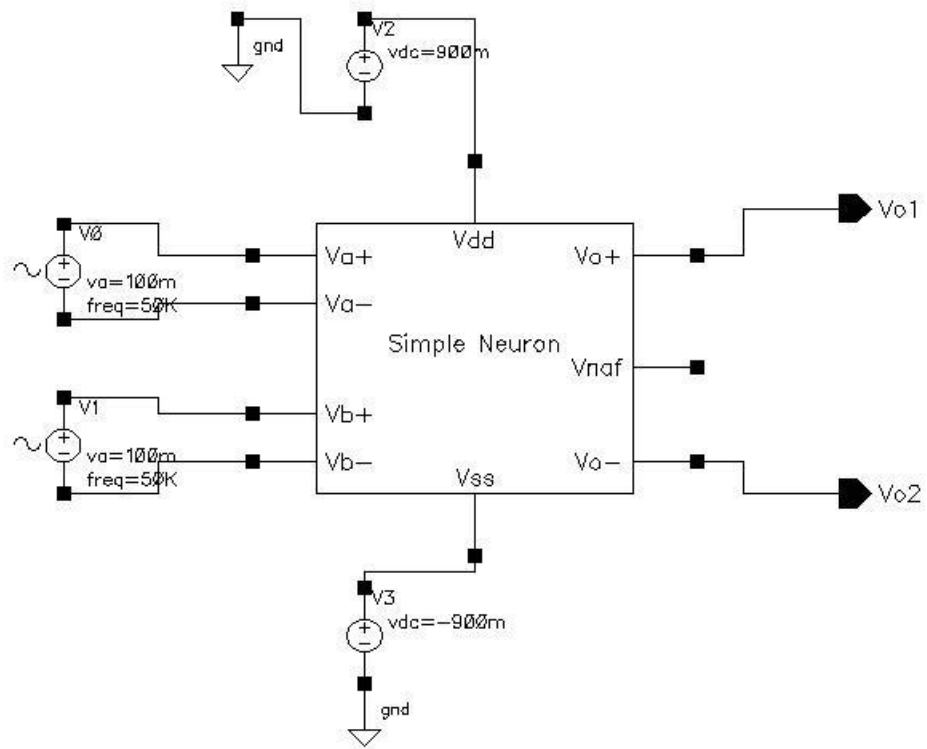 V2
gnd
vdc=900m
Vo1
V0
Vdd
Va+
Vo+
va=100m
freq=50K
Va-
Simple Neuron
Vnaf
V1
Vb+
va=100m
freq=50K
Vb-
Vss
Vo-
Vo2
V3
vdc=-900m
gnd